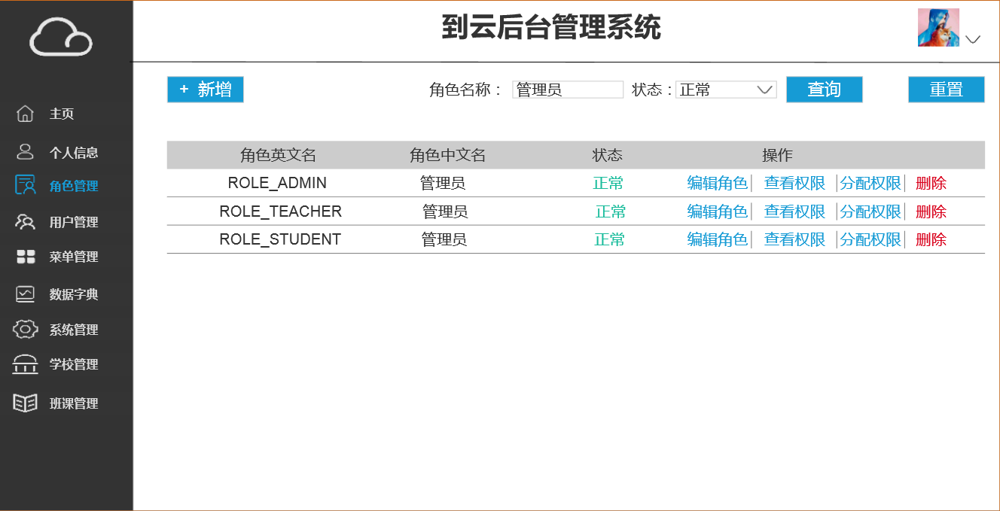 到云后台管理系统
主页
个人信息
角色管理
用户管理
菜单管理
数据字典
系统管理
学校管理
班课管理
+ 新增 角色名称： 管理员 状态： 正常 查询 重置
角色英文名 角色中文名 状态 操作
ROLE_ADMIN 管理员 正常 编辑角色| 查看权限 |分配权限| 删除
ROLE_TEACHER 管理员 正常 编辑角色| 查看权限 |分配权限| 删除
ROLE_STUDENT 管理员 正常 编辑角色| 查看权限 |分配权限| 删除